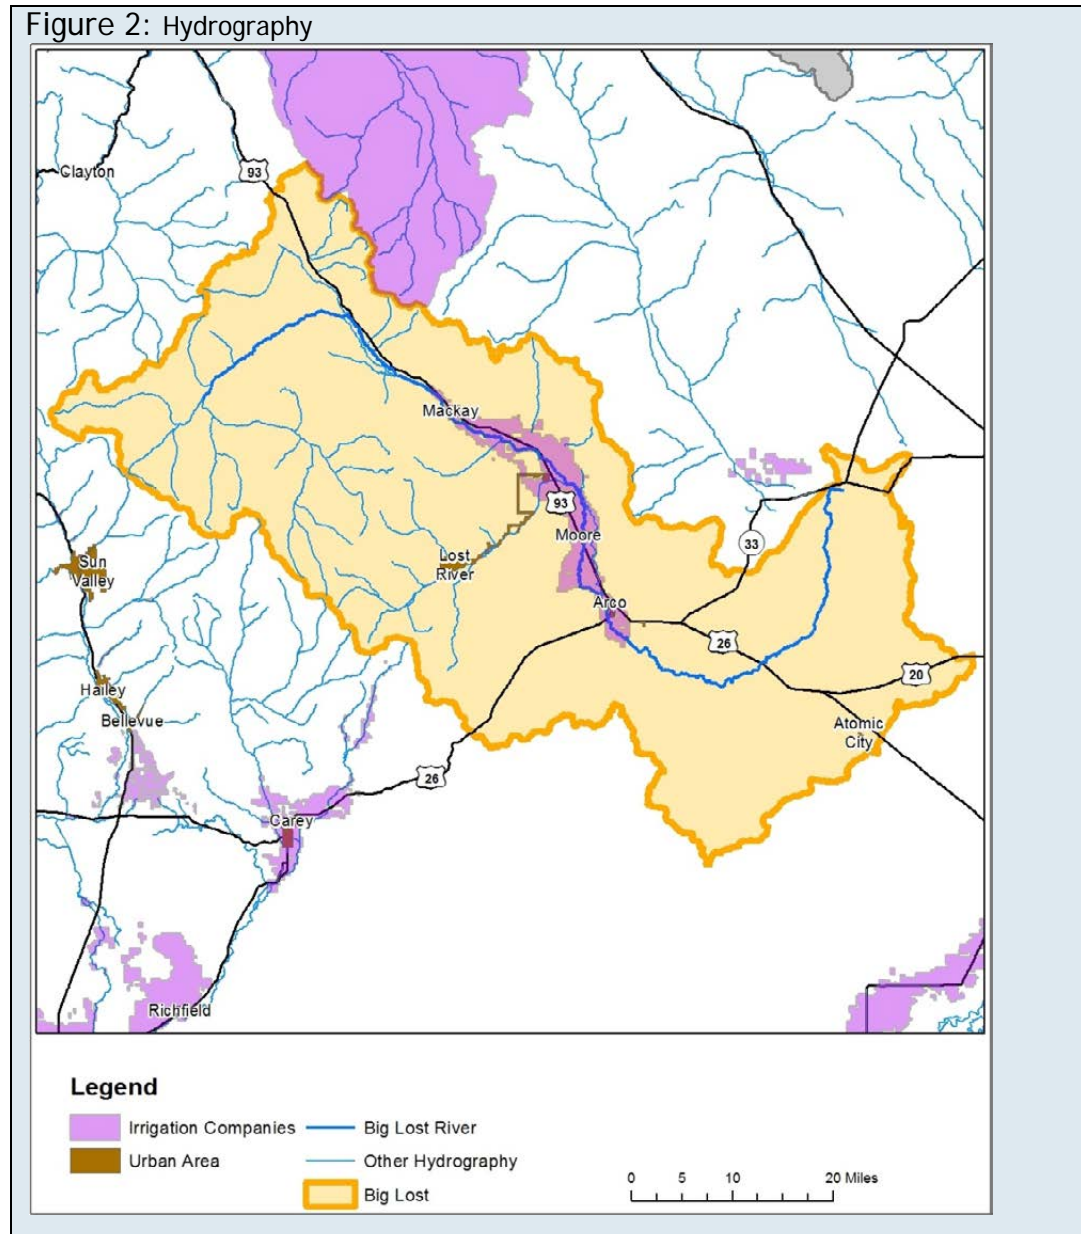 Figure 2: Hydrography
Clayton
93
Mackay
93
Moore
33
Lost
River
Sun
Valley
Arco
26
20
Hailey
Bellevue
Atomic
City
26
Carey
Richfield
Legend
Irrigation Companies
Big Lost River
Urban Area
Other Hydrography
Big Lost
0 5 10 20 Miles